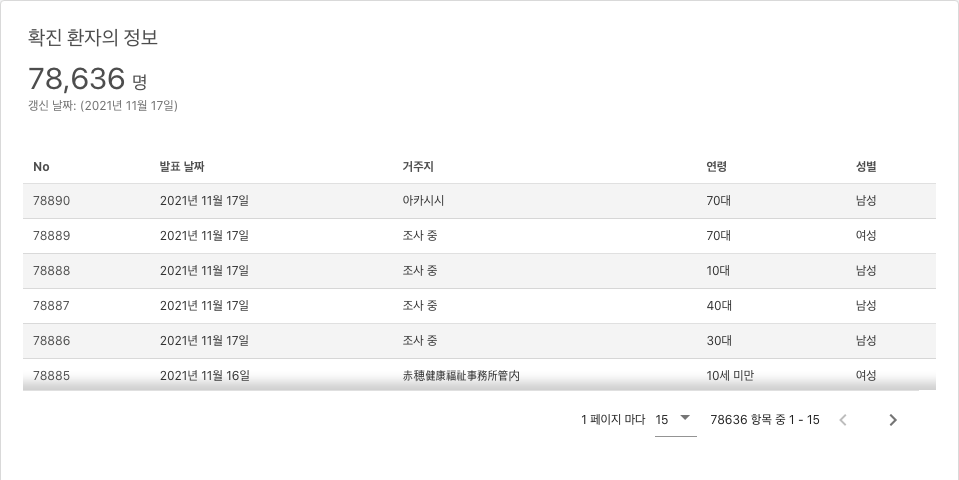 확진 환자의 정보
78,636 명
갱신 날짜: (2021년 11월 17일)
No 발표 날짜 거주지 연령 성별
78890 2021년 11월 17일 아카시시 70대 남성
78889 2021년 11월 17일 조사 중 70대 여성
78888 2021년 11월 17일 조사 중 10대 남성
78887 2021년 11월 17일 조사 중 40대 남성
78886 2021년 11월 17일 조사 중 30대 남성
78885 2021년 11월 16일 赤穂健康福祉事務所管内 10세 미만 여성
1 페이지 마다 15 78636 항목 중 1 - 15